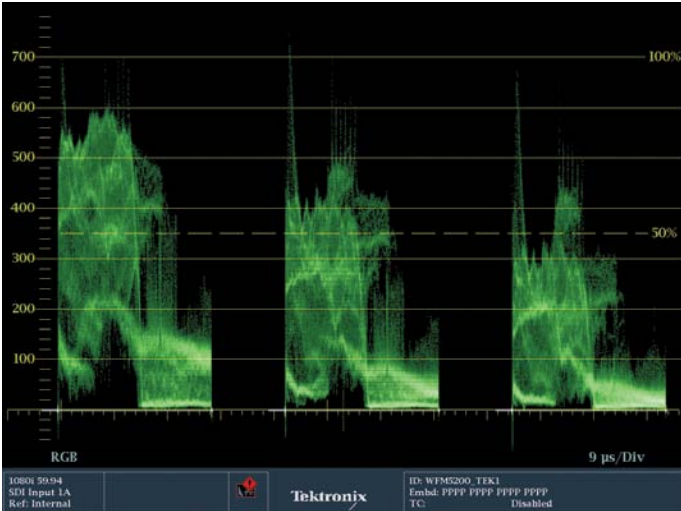 700
100%
600
500
400
50%
300
200
100
RGB
9 µs/Div
1080i 59.94
SDI Input 1A
Ref: Internal
Tektronix
ID: WFM5200_TEK1
Embd: PPPP PPPP PPPP PPPP
TC: Disabled